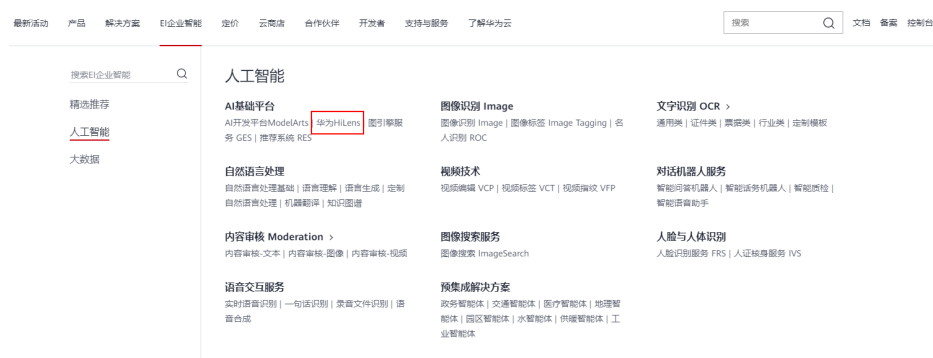 最新活动 产品 解决方案 EI企业智能 定价 云商店 合作伙伴 开发者 支持与服务 了解华为云 搜索 文档 备案 控制台
搜索EI企业智能
精选推荐
人工智能
大数据
人工智能
AI基础平台
AI开发平台ModelArts | 华为HiLens | 图引擎服
务 GES | 推荐系统 RES
图像识别 Image
图像识别 Image | 图像标签 Image Tagging | 名
人识别 ROC
文字识别 OCR >
通用类 | 证件类 | 票据类 | 行业类 | 定制模板
自然语言处理
自然语言处理基础 | 语言理解 | 语言生成 | 定制
自然语言处理 | 机器翻译 | 知识图谱
视频技术
视频编辑 VCP | 视频标签 VCT | 视频指纹 VFP
对话机器人服务
智能问答机器人 | 智能话务机器人 | 智能质检 |
智能语音助手
内容审核 Moderation >
内容审核-文本 | 内容审核-图像 | 内容审核-视频
图像搜索服务
图像搜索 ImageSearch
人脸与人体识别
人脸识别服务 FRS | 人证核身服务 IVS
语音交互服务
实时语音识别 | 一句话识别 | 录音文件识别 | 语
音合成
预集成解决方案
政务智能体 | 交通智能体 | 医疗智能体 | 地理智
能体 | 园区智能体 | 水智能体 | 供暖智能体 | 工
业智能体